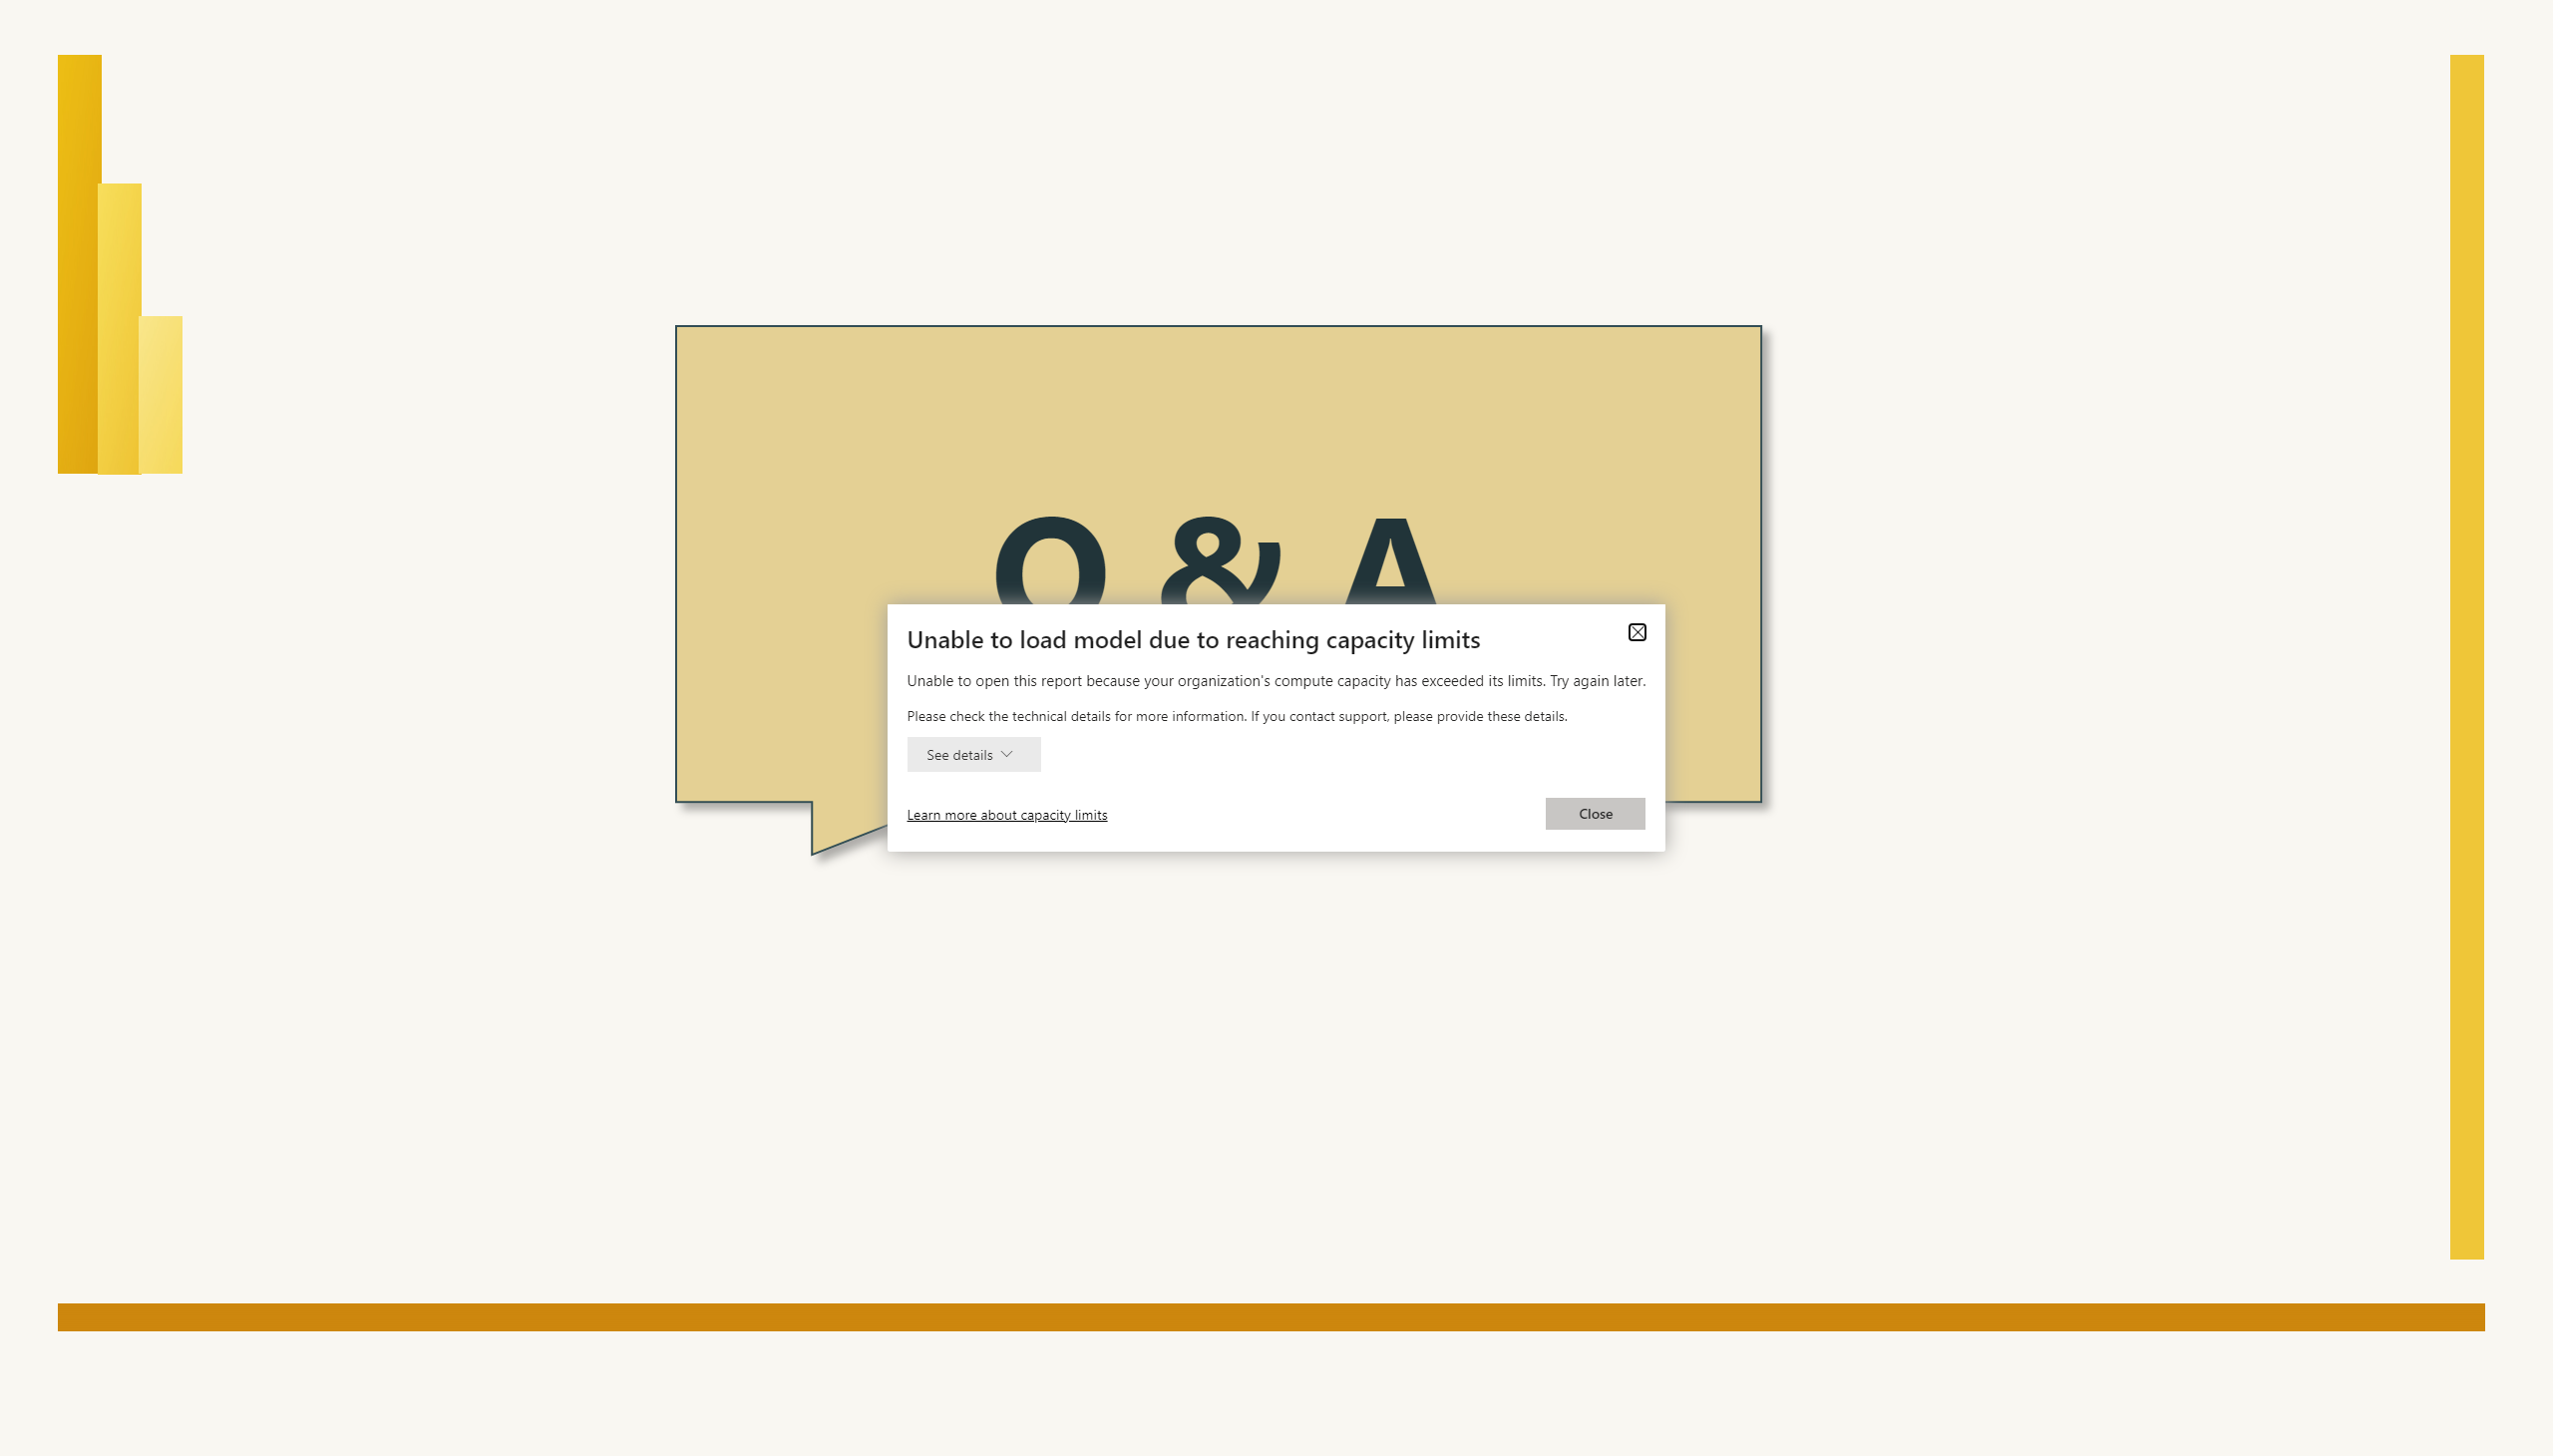 Q & A
Unable to load model due to reaching capacity limits
Unable to open this report because your organization's compute capacity has exceeded its limits. Try again later.
Please check the technical details for more information. If you contact support, please provide these details.
See details
Learn more about capacity limits
Close